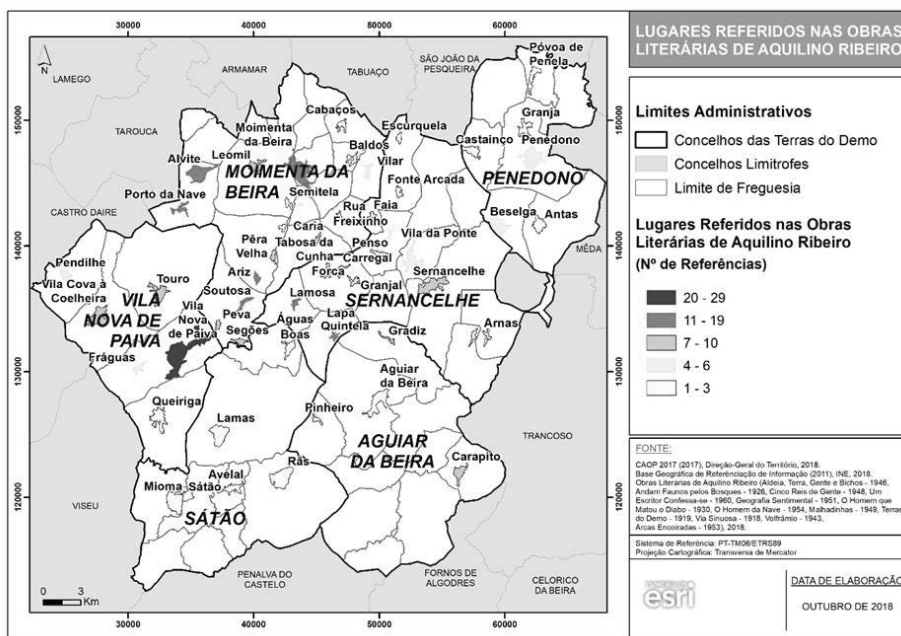 LUGARES REFERIDOS NAS OBRAS
LITERÁRIAS DE AQUILINO RIBEIRO
30000 40000 50000 60000
N
LAMEGO
ARMAMAR
TABUAÇO
SÃO JOÃO DA
PESQUEIRA
TAROUCA
CASTRO DAIRE
MÊDA
TRANCOSO
VISEU
PENALVA DO
CASTELO
FORNOS DE
ALGODRES
CELORICO
DA BEIRA
150000
140000
130000
120000
150000
140000
130000
120000
Póvoa de
Penela
Granja
Penedono
Castainço
PENEDONO
Beselga
Antas
Cabaços
Escurquela
Moimenta
da Beira
Baldos
Leomil
Alvite
MOIMENTA DA
BEIRA
Vilar
Semitela
Fonte Arcada
Porto da Nave
Rua
Faia
Freixinho
Caria
Vila da Ponte
Tabosa da
Cunha
Penso
Pêra
Velha
Carregal
Forca
Sernancelhe
Ariz
Granjal
SERNANCELHE
Pendilhe
Touro
Vila Cova à
Coelheira
Soutosa
Lamosa
VILA
NOVA DE
PAIVA
Vila
Nova
de Paiva
Peva
Segões
Águas
Boas
Lapa
Quintela
Gradiz
Arnas
Fráguas
Aguiar
da Beira
Queiriga
Lamas
Pinheiro
AGUIAR
DA BEIRA
Carapito
Rãs
Avelal
Mioma
Sátão
SÁTÃO
0 3
Km
30000 40000 50000 60000
Limites Administrativos
Concelhos das Terras do Demo
Concelhos Limitrofes
Limite de Freguesia
Lugares Referidos nas Obras
Literárias de Aquilino Ribeiro
(Nº de Referências)
20 - 29
11 - 19
7 - 10
4 - 6
1 - 3
FONTE:
CAOP 2017 (2017), Direção-Geral do Território, 2018.
Base Geográfica de Referenciação de Informação (2011), INE, 2018.
Obras Literárias de Aquilino Ribeiro (Aldeia, Terra, Gente e Bichos - 1946,
Andam Faunos pelos Bosques - 1926, Cinco Reis de Gente - 1948, Um
Escritor Confessa-se - 1960, Geografia Sentimental - 1951, O Homem que
Matou o Diabo - 1930, O Homem da Nave - 1954, Malhadinhas - 1949, Terras
do Demo - 1919, Via Sinuosa - 1918, Volfrâmio - 1943,
Arcas Encoiradas - 1953), 2018.
Sistema de Referência: PT-TM06/ETRS89
Projeção Cartográfica: Transversa de Mercator
esri
DATA DE ELABORAÇÃO
OUTUBRO DE 2018